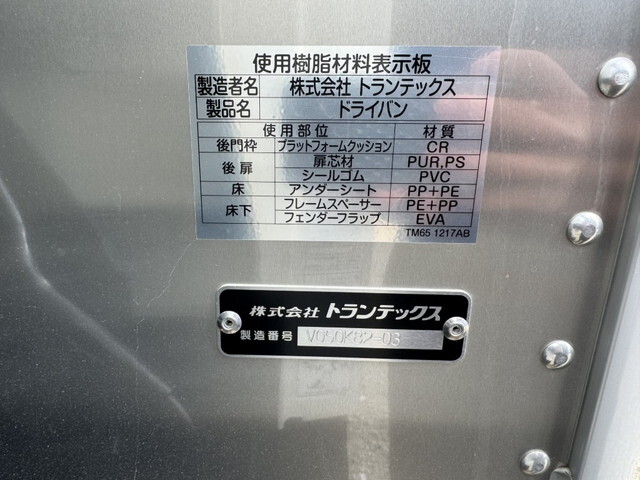 使用樹脂材料表示板
製造者名 株式会社 トランテックス
製品名 ドライバン
使用部位 材質
後門枠 プラットフォームクッション CR
後扉 扉芯材 PUR,PS
シールゴム PVC
床 アンダーシート PP+PE
床下 フレームスペーサー PE+PP
フェンダーフラップ EVA
TM65 1217AB
株式会社 トランテックス
製造番号 V050K82-03